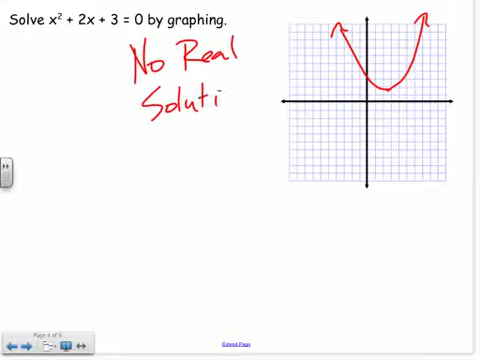 Solve x² + 2x + 3 = 0 by graphing.
No Real
Soluti
Page 4 of 6
Extend Page